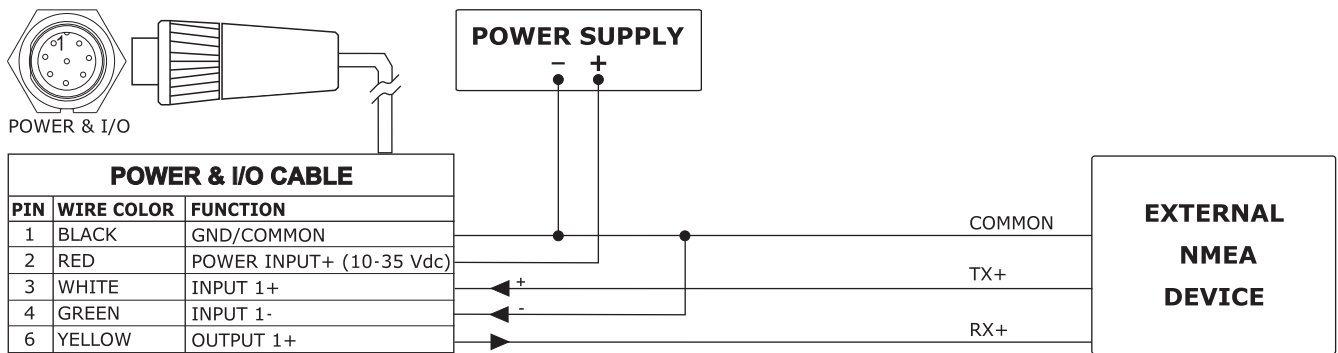 1
POWER & I/O
POWER SUPPLY
– +
POWER & I/O CABLE
PIN WIRE COLOR FUNCTION
1 BLACK GND/COMMON
2 RED POWER INPUT+ (10-35 Vdc)
3 WHITE INPUT 1+
4 GREEN INPUT 1-
6 YELLOW OUTPUT 1+
+
-
COMMON
TX+
RX+
EXTERNAL
NMEA
DEVICE